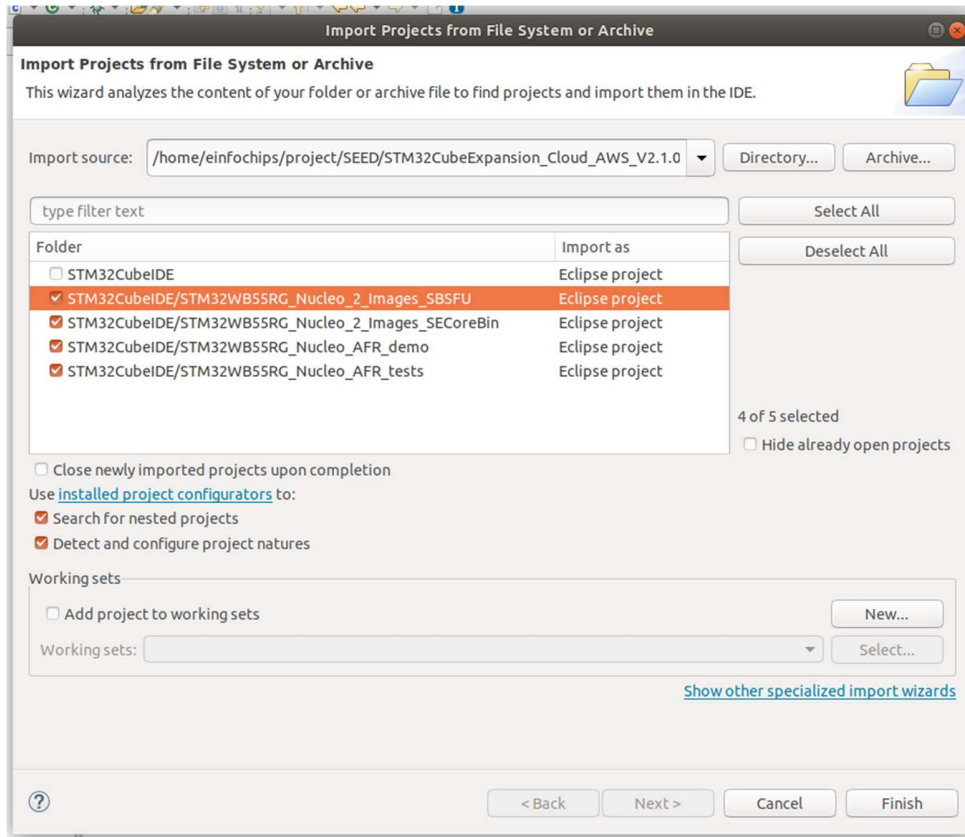 Import Projects from File System or Archive
Import Projects from File System or Archive
This wizard analyzes the content of your folder or archive file to find projects and import them in the IDE.
Import source: /home/einfochips/project/SEED/STM32CubeExpansion_Cloud_AWS_V2.1.0 Directory... Archive...
type filter text Select All
Folder Import as Deselect All
STM32CubeIDE Eclipse project
STM32CubeIDE/STM32WB55RG_Nucleo_2_Images_SBSFU Eclipse project
STM32CubeIDE/STM32WB55RG_Nucleo_2_Images_SECoreBin Eclipse project
STM32CubeIDE/STM32WB55RG_Nucleo_AFR_demo Eclipse project
STM32CubeIDE/STM32WB55RG_Nucleo_AFR_tests Eclipse project
4 of 5 selected
Hide already open projects
Close newly imported projects upon completion
Use installed project configurators to:
Search for nested projects
Detect and configure project natures
Working sets
Add project to working sets New...
Working sets: Select...
Show other specialized import wizards
? < Back Next > Cancel Finish